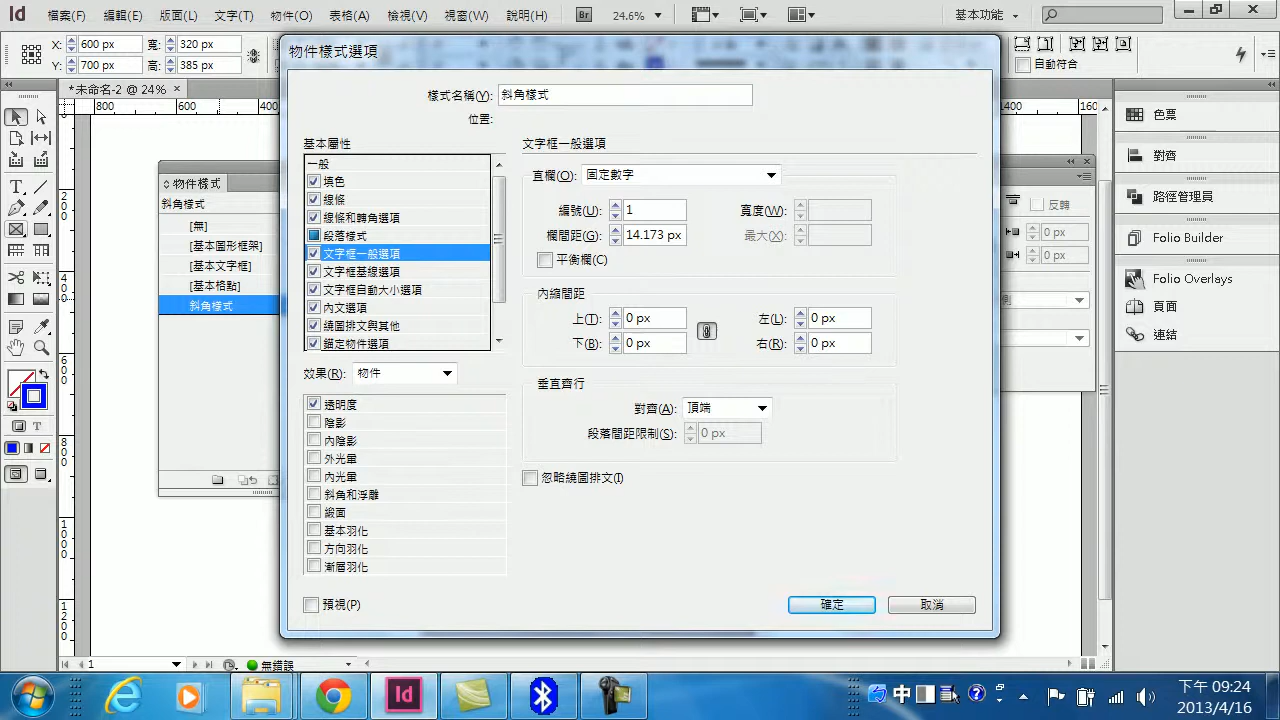 Id 檔案(F) 編輯(E) 版面(L) 文字(T) 物件(O) 表格(A) 檢視(V) 視窗(W) 說明(H) Br 24.6% 基本功能
X: 600 px 寬: 320 px
Y: 700 px 高: 385 px
自動符合
*未命名-2 @ 24% ×
800 600 400 1400 1600
物件樣式
斜角樣式
[無]
[基本圖形框架]
[基本文字框]
[基本格點]
斜角樣式
物件樣式選項
樣式名稱(Y): 斜角樣式
位置:
基本屬性
一般
填色
線條
線條和轉角選項
段落樣式
文字框一般選項
文字框基線選項
文字框自動大小選項
內文選項
繞圖排文與其他
錨定物件選項
效果(R): 物件
透明度
陰影
內陰影
外光暈
內光暈
斜角和浮雕
緞面
基本羽化
方向羽化
漸層羽化
預視(P)
文字框一般選項
直欄(O): 固定數字
編號(U): 1 寬度(W):
欄間距(G): 14.173 px 最大(X):
平衡欄(C)
內縮間距
上(T): 0 px 左(L): 0 px
下(B): 0 px 右(R): 0 px
垂直齊行
對齊(A): 頂端
段落間距限制(S): 0 px
忽略繞圖排文(I)
確定 取消
反轉
0 px
0 px
色票
對齊
路徑管理員
Folio Builder
Folio Overlays
頁面
連結
400
600
800
1000
1200
1 無錯誤
Id 中 下午 09:24
2013/4/16